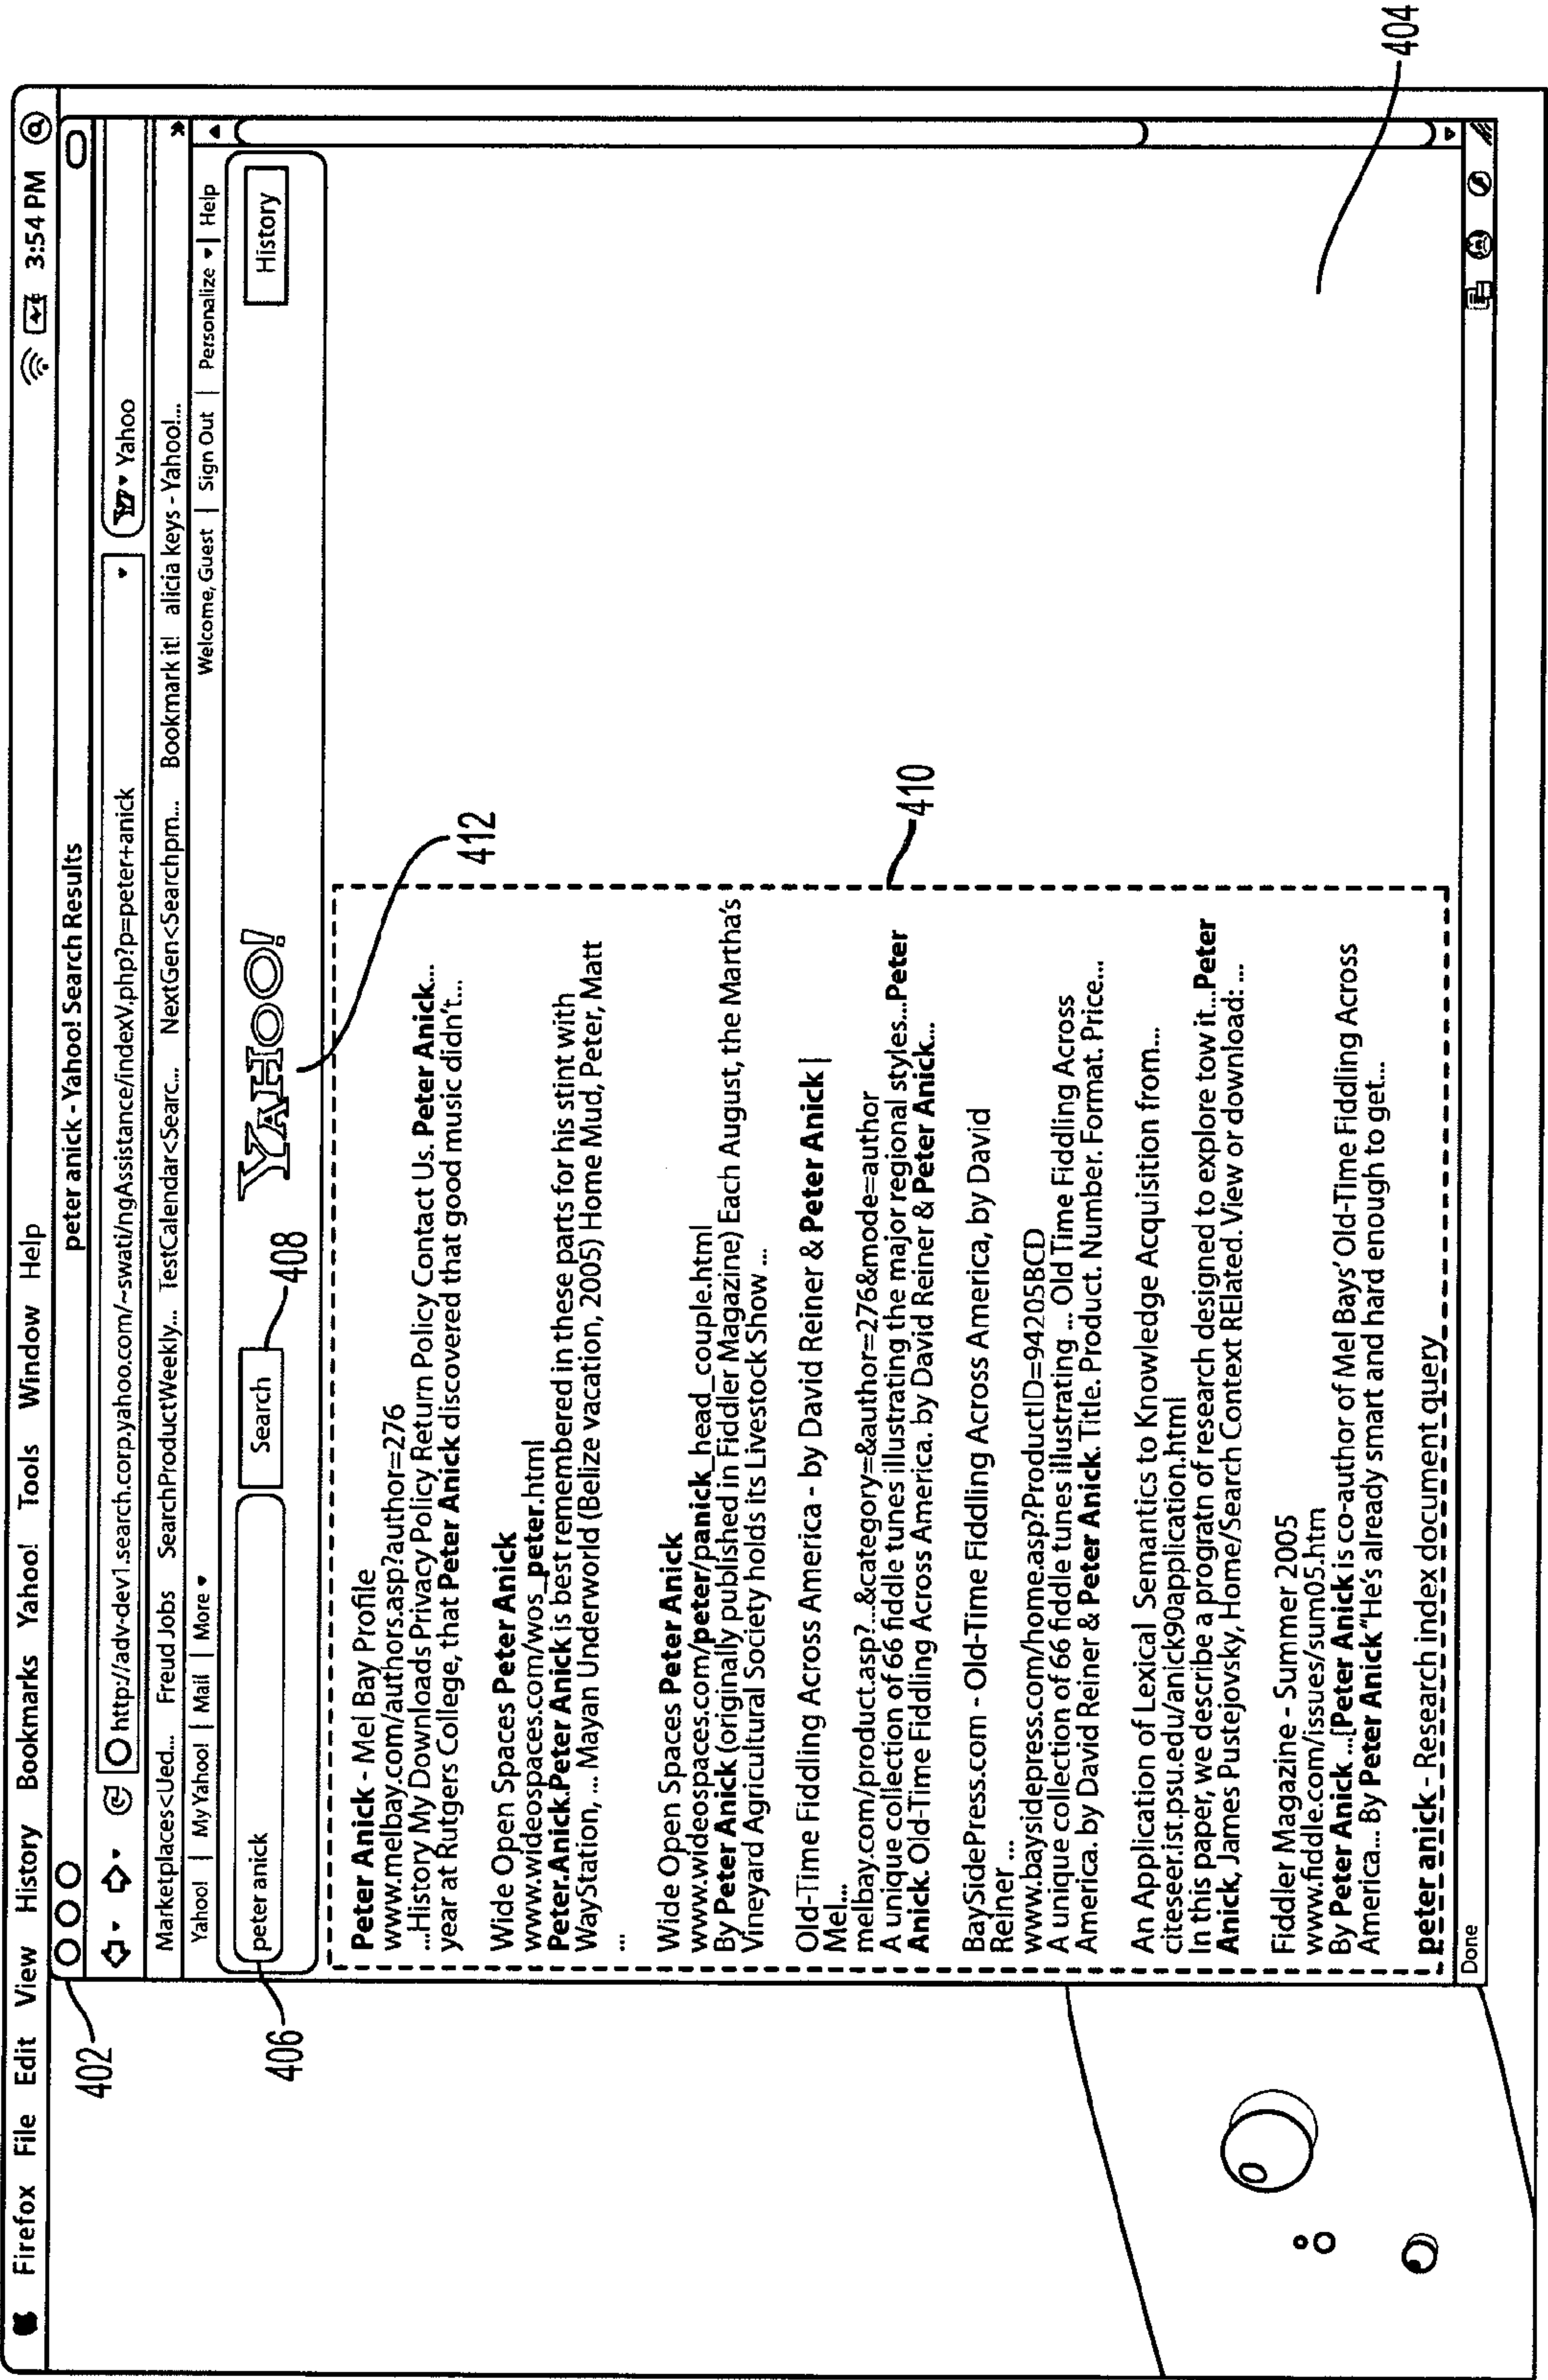 Firefox File Edit View History Bookmarks Yahoo! Tools Window Help 3:54 PM
402
peter anick - Yahoo! Search Results
http://adv-dev1.search.corp.yahoo.com/~swati/ngAssistance/indexV.php?p=peter+anick
Yahoo
Marketplaces<Ued... Freud Jobs SearchProductWeekly... TestCalendar<Searc... NextGen<Searchpm... Bookmark it! alicia keys - Yahoo!... »
Yahoo! | My Yahoo! | Mail | More Welcome, Guest | Sign Out | Personalize | Help
406
peter anick
Search
408
YAHOO!
History
412
Peter Anick - Mel Bay Profile
www.melbay.com/authors.asp?author=276
...History My Downloads Privacy Policy Return Policy Contact Us. Peter Anick...
year at Rutgers College, that Peter Anick discovered that good music didn't...
Wide Open Spaces Peter Anick
www.videospaces.com/wos_peter.html
Peter.Anick.Peter Anick is best remembered in these parts for his stint with
WayStation, ... Mayan Underworld (Belize vacation, 2005) Home Mud, Peter, Matt
...
Wide Open Spaces Peter Anick
www.wideospaces.com/peter/panick_head_couple.html
By Peter Anick (originally published in Fiddler Magazine) Each August, the Martha's
Vineyard Agricultural Society holds its Livestock Show ...
Old-Time Fiddling Across America - by David Reiner & Peter Anick |
Mel...
melbay.com/product.asp?...&category=&author=276&mode=author
A unique collection of 66 fiddle tunes illustrating the major regional styles...Peter
Anick. Old-Time Fiddling Across America. by David Reiner & Peter Anick...
410
BaySidePress.com - Old-Time Fiddling Across America, by David
Reiner ...
www.baysidepress.com/home.asp?ProductID=94205BCD
A unique collection of 66 fiddle tunes illustrating ... Old Time Fiddling Across
America. by David Reiner & Peter Anick. Title. Product. Number. Format. Price...
An Application of Lexical Semantics to Knowledge Acquisition from...
citeseer.ist.psu.edu/anick90application.html
In this paper, we describe a progratn of research designed to explore tow it...Peter
Anick, James Pustejovsky, Home/Search Context RElated. View or download: ...
Fiddler Magazine - Summer 2005
www.fiddle.com/issues/sum05.htm
By Peter Anick ...[Peter Anick is co-author of Mel Bays' Old-Time Fiddling Across
America... By Peter Anick "He's already smart and hard enough to get...
peter anick - Research index document query
404
Done